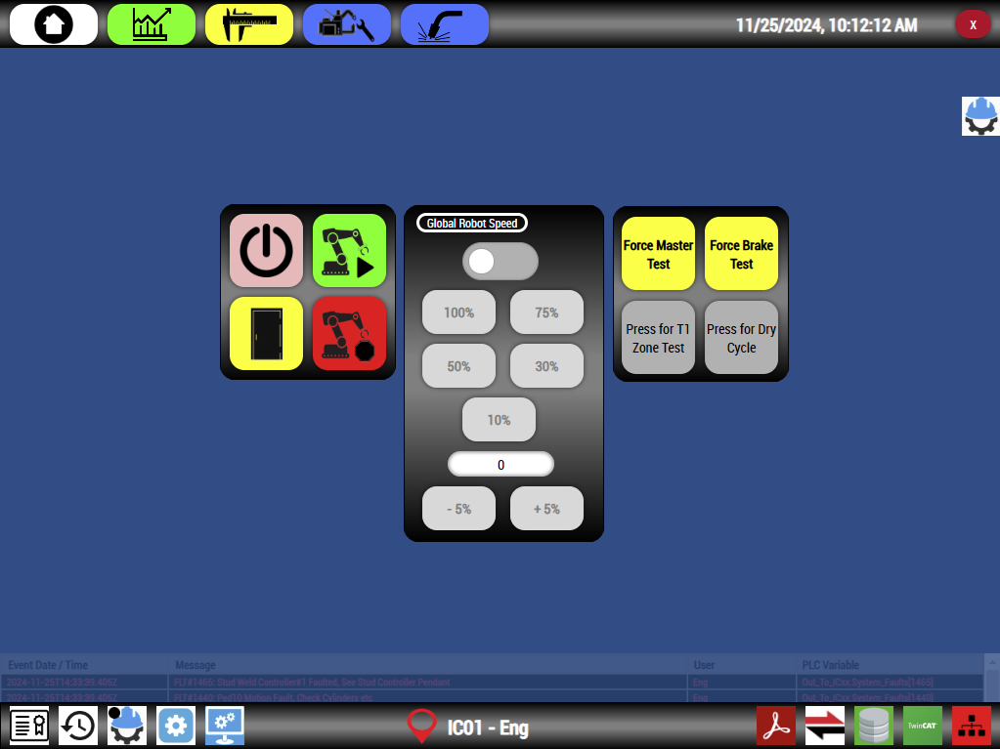 11/25/2024, 10:12:12 AM
x
Global Robot Speed
100%
75%
50%
30%
10%
0
- 5%
+ 5%
Force Master
Test
Force Brake
Test
Press for T1
Zone Test
Press for Dry
Cycle
Event Date / Time Message User PLC Variable
2024-11-25T14:33:39.405Z FLT#1465: Stud Weld Controller#1 Faulted, See Stud Controller Pendant Eng Out_To_ICxx.System_Faults[1465]
2024-11-25T14:33:39.405Z FLT#1440: Ped10 Motion Fault, Check Cylinders etc. Eng Out_To_ICxx.System_Faults[1440]
IC01 - Eng
TwinCAT